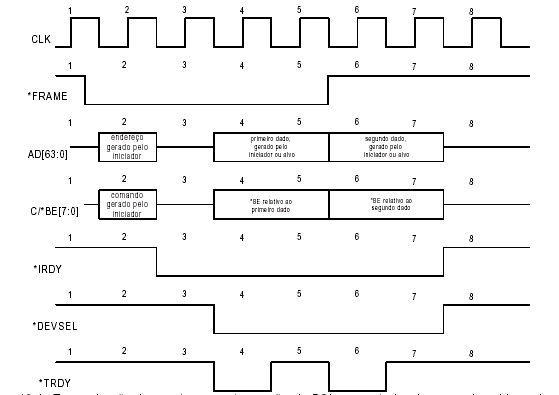 1 2 3 4 5 6 7 8
CLK
1 2 3 4 5 6 7 8
*FRAME
1 2 3 4 5 6 7 8
AD[63:0]
endereço
gerado pelo
iniciador
primeiro dado,
gerado pelo
iniciador ou alvo
segundo dado,
gerado pelo
iniciador ou alvo
1 2 3 4 5 6 7 8
C/*BE[7:0]
comando
gerado pelo
iniciador
*BE relativo ao
primeiro dado
*BE relativo ao
segundo dado
1 2 3 4 5 6 7 8
*IRDY
1 2 3 4 5 6 7 8
*DEVSEL
1 2 3 4 5 6 7 8
*TRDY